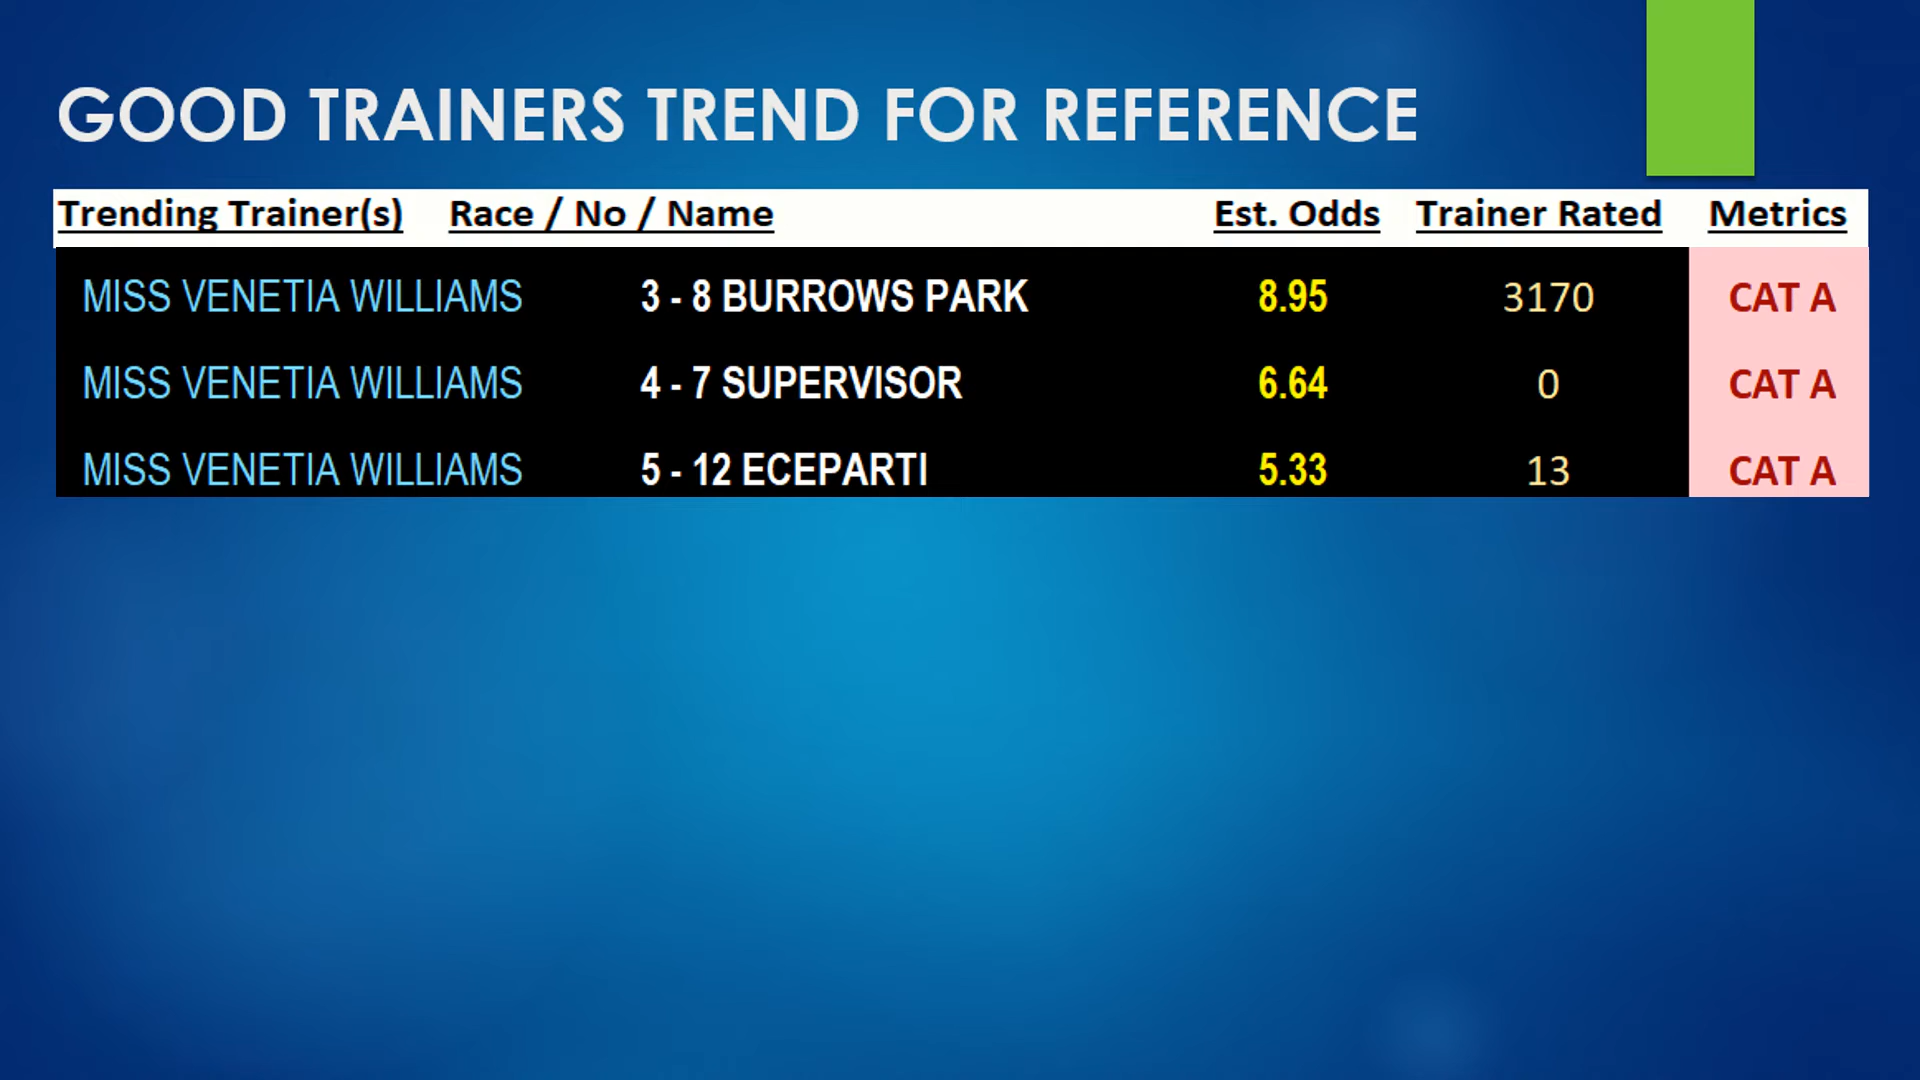 GOOD TRAINERS TREND FOR REFERENCE
Trending Trainer(s) Race / No / Name Est. Odds Trainer Rated Metrics
MISS VENETIA WILLIAMS 3 - 8 BURROWS PARK 8.95 3170 CAT A
MISS VENETIA WILLIAMS 4 - 7 SUPERVISOR 6.64 0 CAT A
MISS VENETIA WILLIAMS 5 - 12 ECEPARTI 5.33 13 CAT A